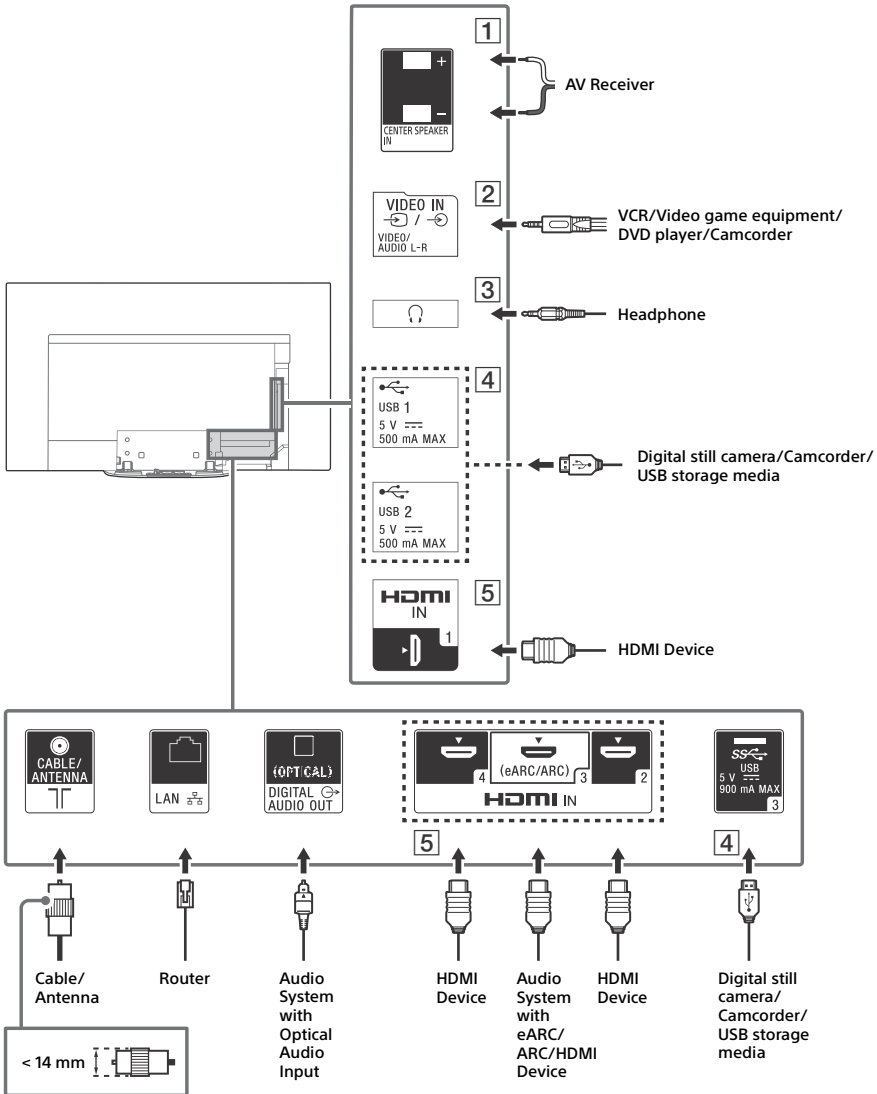 1
+
−
CENTER SPEAKER
IN
AV Receiver
2
VIDEO IN
/
VIDEO/
AUDIO L-R
VCR/Video game equipment/
DVD player/Camcorder
3
Headphone
4
USB 1
5 V
500 mA MAX
USB 2
5 V
500 mA MAX
Digital still camera/Camcorder/
USB storage media
5
HDMI
IN
1
HDMI Device
CABLE/
ANTENNA
LAN
(OPTICAL)
DIGITAL
AUDIO OUT
4
(eARC/ARC)
3
2
HDMI IN
5
SS
USB
5 V
900 mA MAX
3
4
Cable/
Antenna
Router
Audio
System
with
Optical
Audio
Input
HDMI
Device
Audio
System
with
eARC/
ARC/HDMI
Device
HDMI
Device
Digital still
camera/
Camcorder/
USB storage
media
< 14 mm